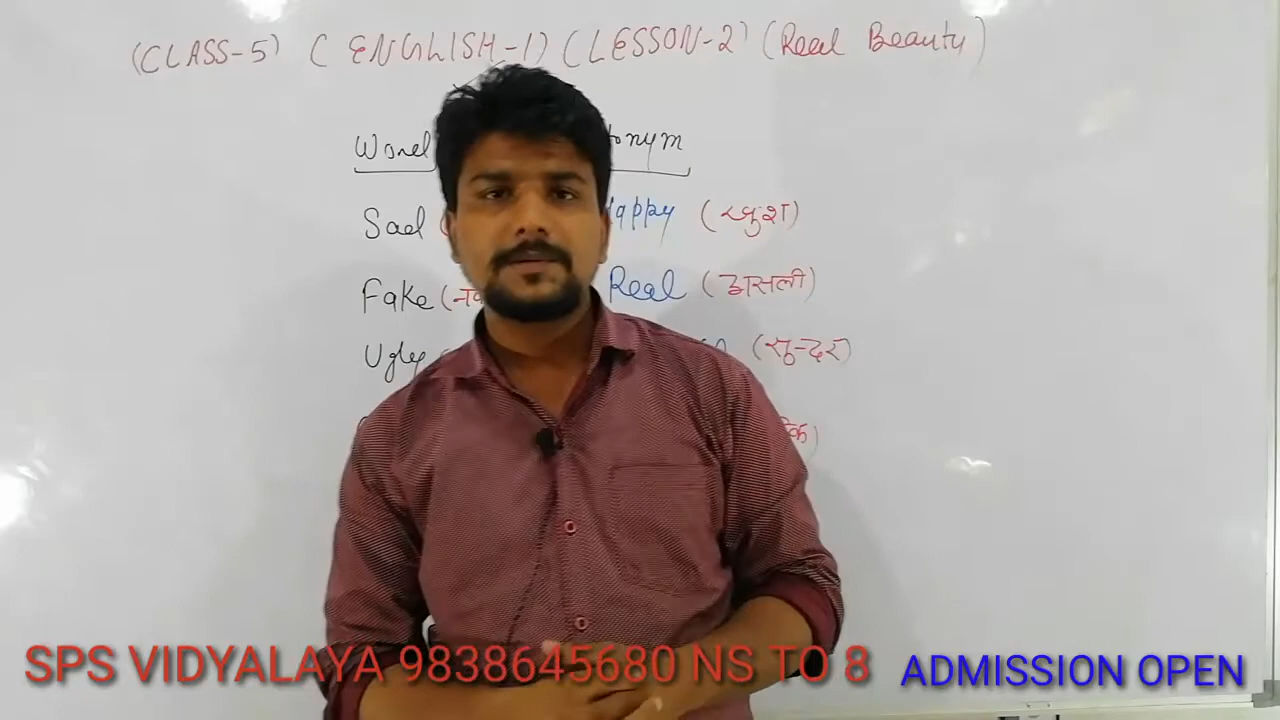 (CLASS-5) (ENGLISH-1) (LESSON-2) (Real Beauty)
Word
Sad ( Happy (खुश)
Fake ( Real (असली)
Ugly (सुन्दर)
SPS VIDYALAYA 9838645680 NS TO 8 ADMISSION OPEN